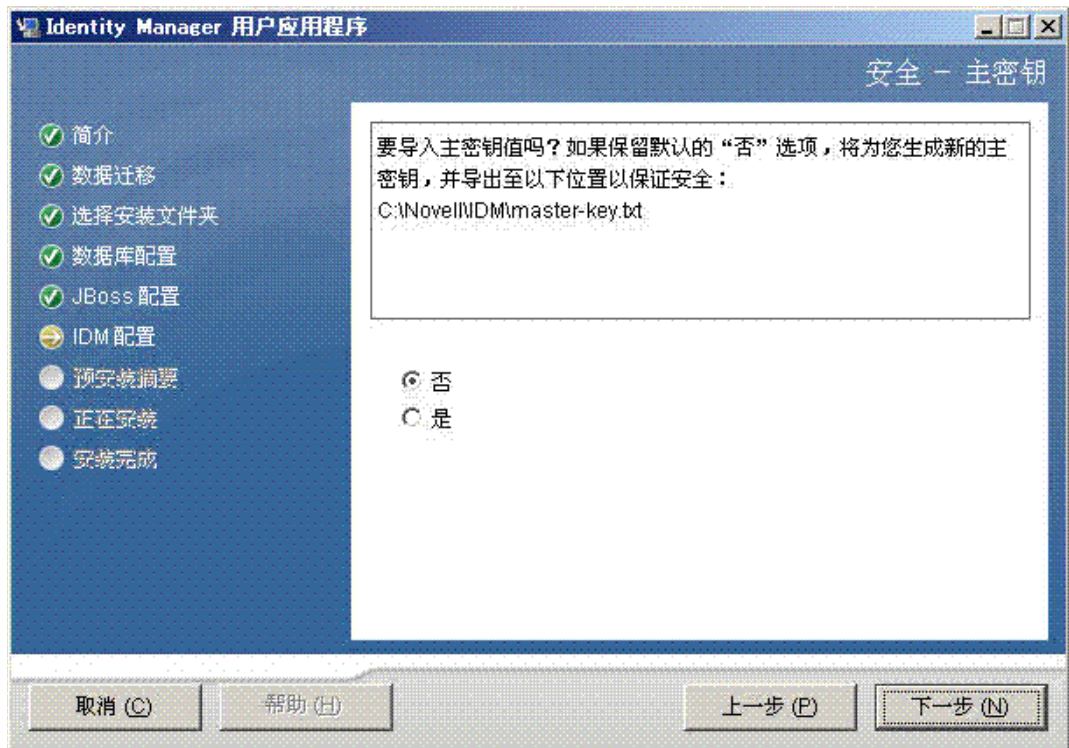 Identity Manager 用户应用程序
安全 - 主密钥
简介
数据迁移
选择安装文件夹
数据库配置
JBoss 配置
IDM 配置
预安装摘要
正在安装
安装完成
要导入主密钥值吗？如果保留默认的“否”选项，将为您生成新的主
密钥，并导出至以下位置以保证安全：
C:\Novell\IDM\master-key.txt
否
是
取消 (C)
帮助 (H)
上一步 (P)
下一步 (N)